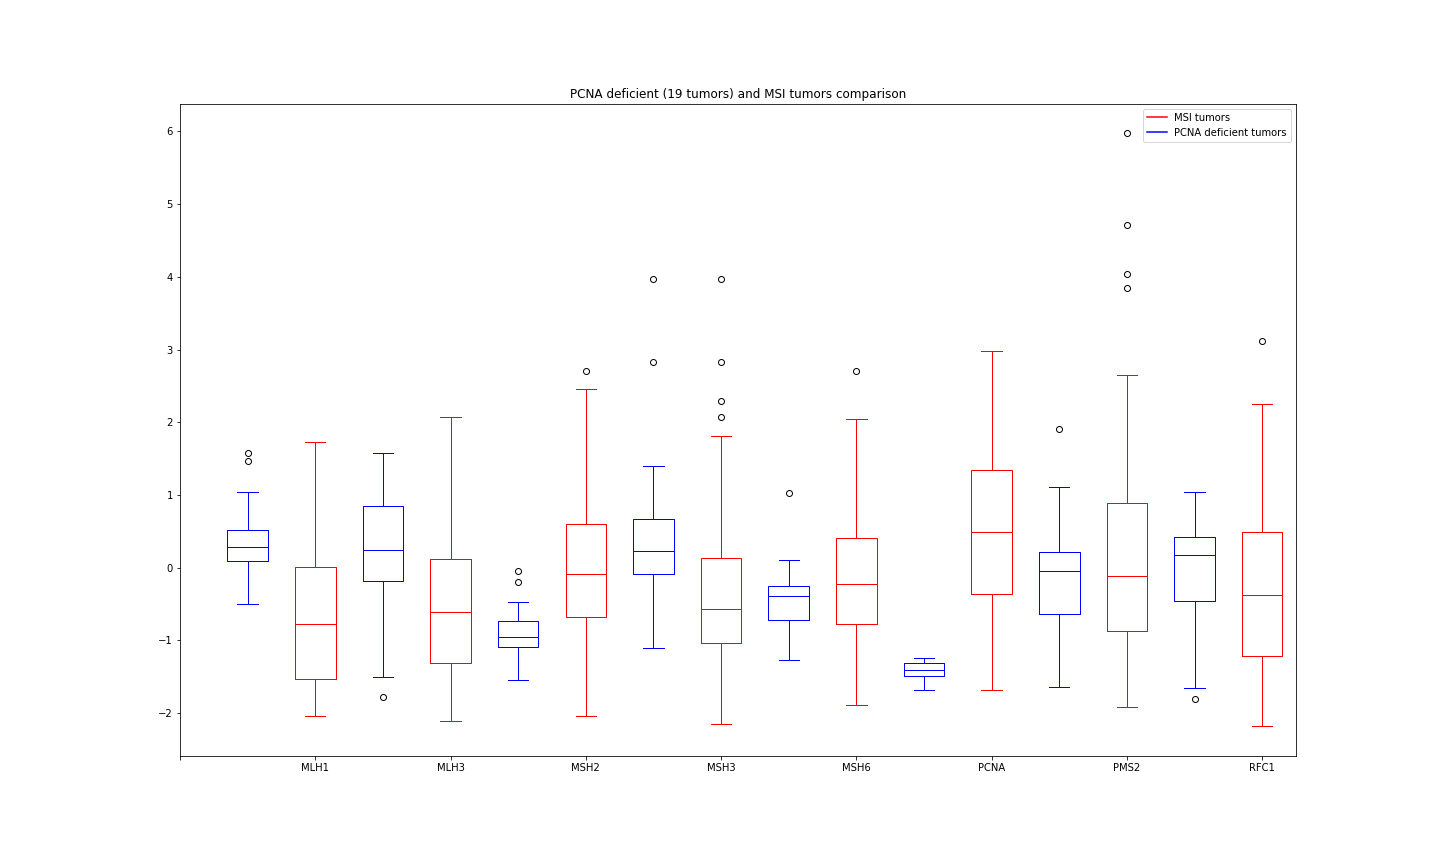 PCNA deficient (19 tumors) and MSI tumors comparison
MSI tumors
PCNA deficient tumors
6
5
4
3
2
1
0
−1
−2
MLH1
MLH3
MSH2
MSH3
MSH6
PCNA
PMS2
RFC1